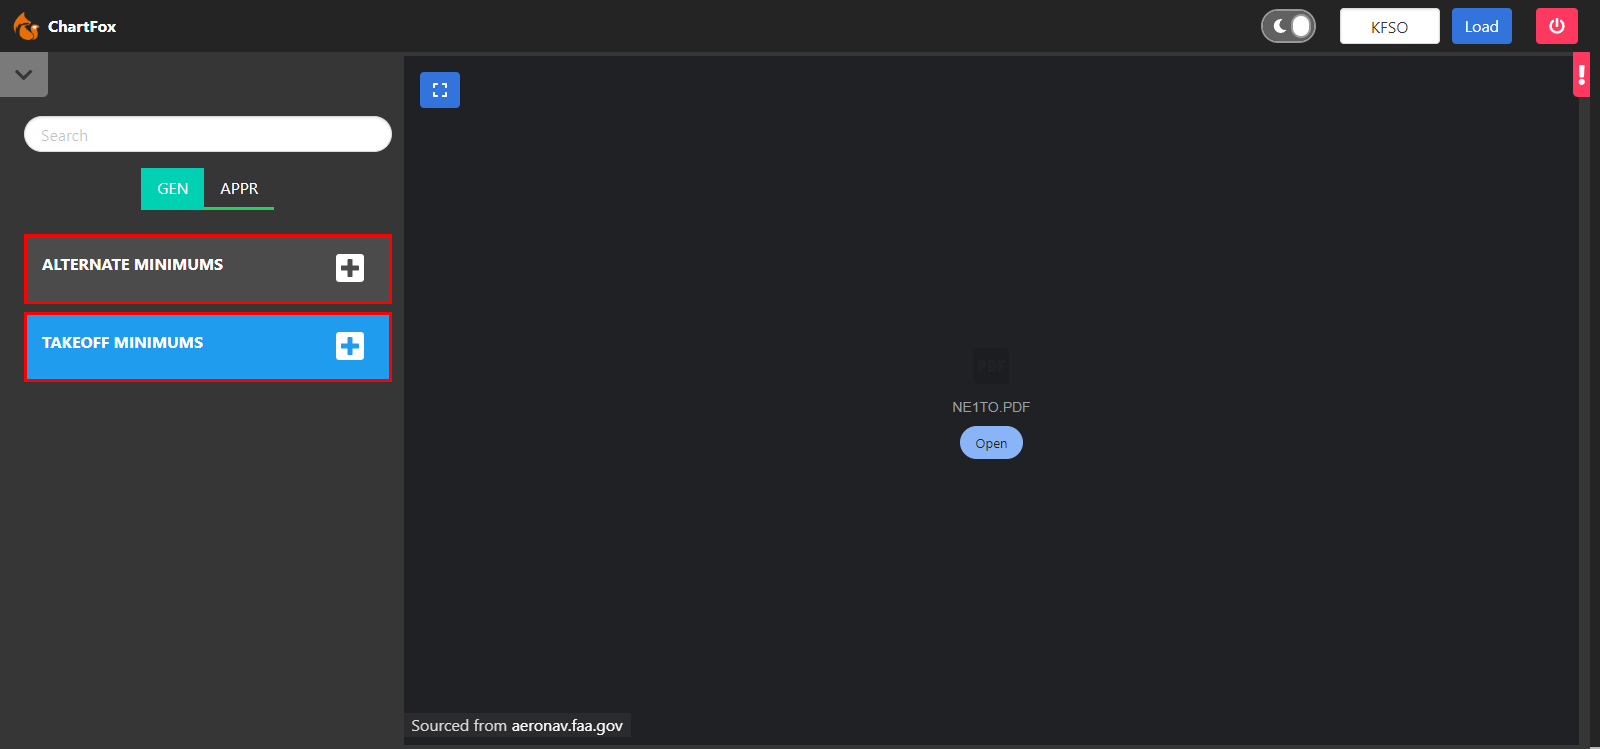 ChartFox
KFSO
Load
Search
GEN
APPR
ALTERNATE MINIMUMS
TAKEOFF MINIMUMS
PDF
NE1TO.PDF
Open
Sourced from aeronav.faa.gov